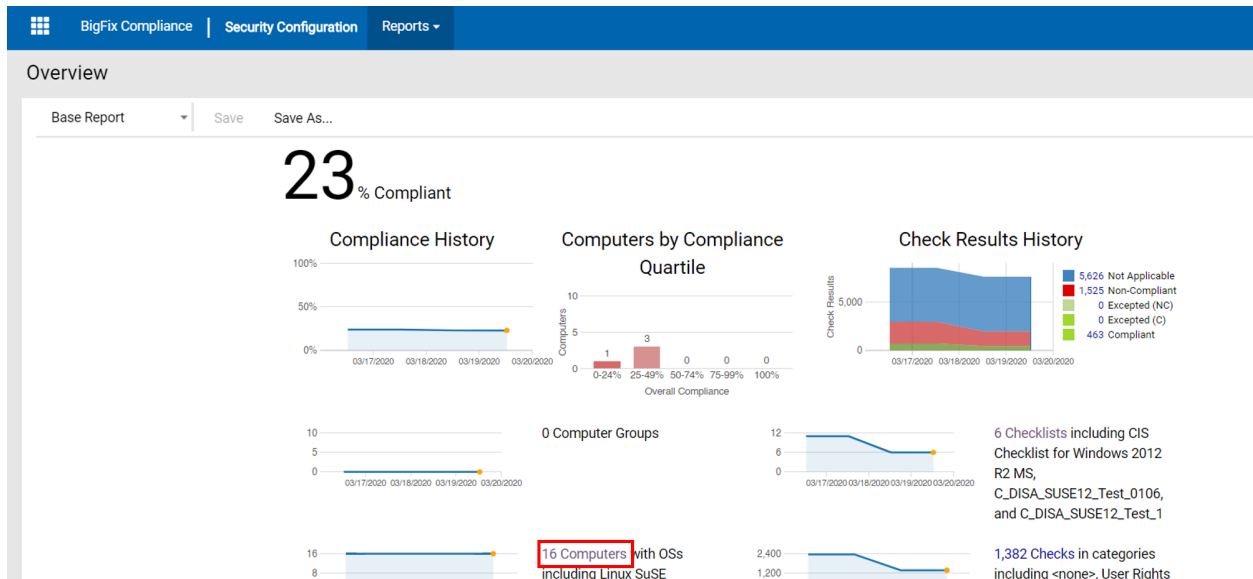 BigFix Compliance | Security Configuration Reports
Overview
Base Report Save Save As...
23 % Compliant
Compliance History
100%
50%
0%
03/17/2020 03/18/2020 03/19/2020 03/20/2020
Computers by Compliance
Quartile
Computers
10
5
0
1 3 0 0 0
0-24% 25-49% 50-74% 75-99% 100%
Overall Compliance
Check Results History
Check Results
5,000
0
03/17/2020 03/18/2020 03/19/2020 03/20/2020
5,626 Not Applicable
1,525 Non-Compliant
0 Excepted (NC)
0 Excepted (C)
463 Compliant
10
5
0
03/17/2020 03/18/2020 03/19/2020 03/20/2020
0 Computer Groups
12
6
0
03/17/2020 03/18/2020 03/19/2020 03/20/2020
6 Checklists including CIS
Checklist for Windows 2012
R2 MS,
C_DISA_SUSE12_Test_0106,
and C_DISA_SUSE12_Test_1
16
8
16 Computers with OSs
including Linux SuSE
2,400
1,200
1,382 Checks in categories
including <none>, User Rights